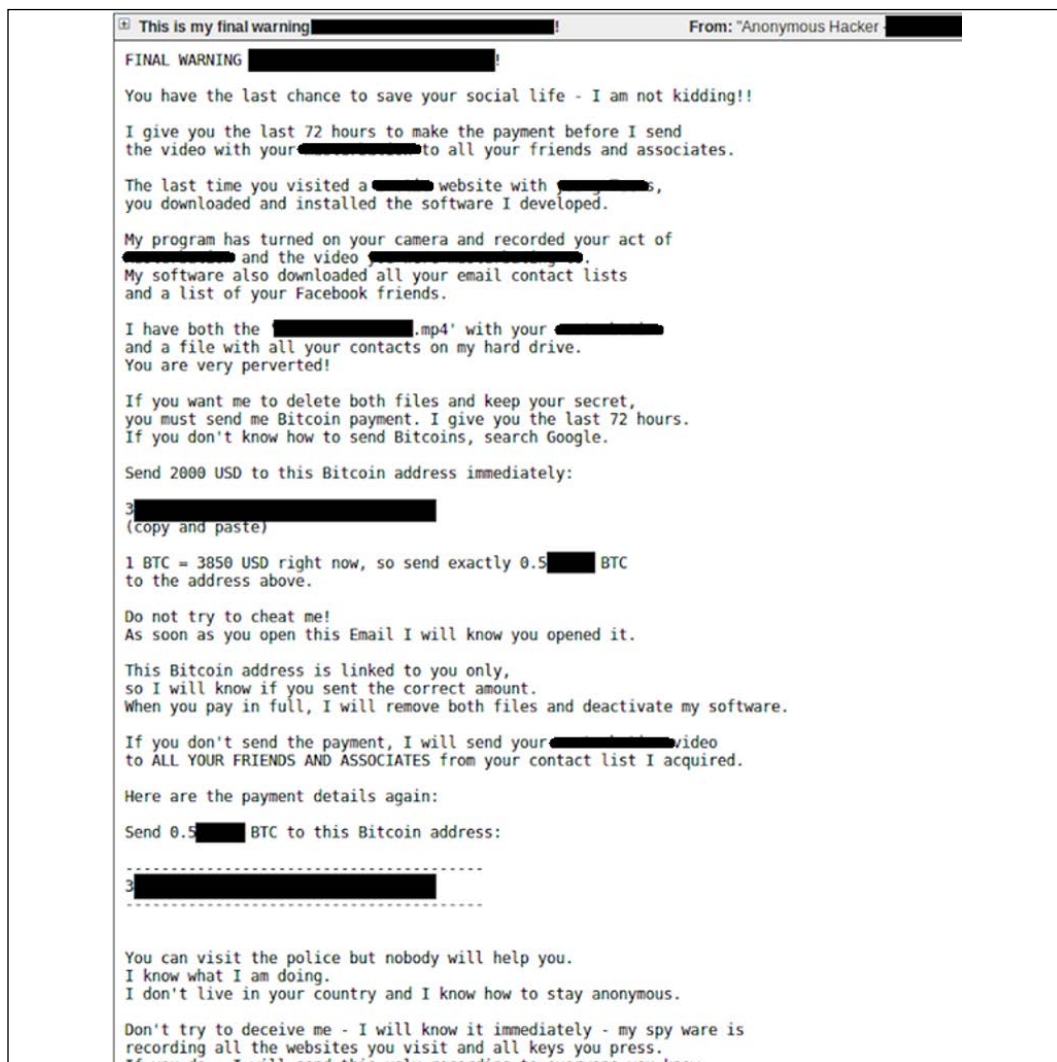 This is my final warning !
From: "Anonymous Hacker -
FINAL WARNING !
You have the last chance to save your social life - I am not kidding!!
I give you the last 72 hours to make the payment before I send
the video with your to all your friends and associates.
The last time you visited a website with
you downloaded and installed the software I developed.
My program has turned on your camera and recorded your act of
and the video .
My software also downloaded all your email contact lists
and a list of your Facebook friends.
I have both the ' .mp4' with your
and a file with all your contacts on my hard drive.
You are very perverted!
If you want me to delete both files and keep your secret,
you must send me Bitcoin payment. I give you the last 72 hours.
If you don't know how to send Bitcoins, search Google.
Send 2000 USD to this Bitcoin address immediately:
3
(copy and paste)
1 BTC = 3850 USD right now, so send exactly 0.5 BTC
to the address above.
Do not try to cheat me!
As soon as you open this Email I will know you opened it.
This Bitcoin address is linked to you only,
so I will know if you sent the correct amount.
When you pay in full, I will remove both files and deactivate my software.
If you don't send the payment, I will send your video
to ALL YOUR FRIENDS AND ASSOCIATES from your contact list I acquired.
Here are the payment details again:
Send 0.5 BTC to this Bitcoin address:
----------------------------------------
3
----------------------------------------
You can visit the police but nobody will help you.
I know what I am doing.
I don't live in your country and I know how to stay anonymous.
Don't try to deceive me - I will know it immediately - my spy ware is
recording all the websites you visit and all keys you press.